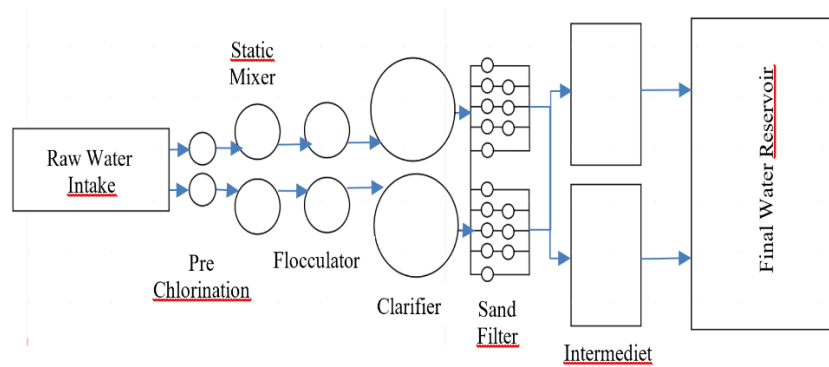 Static
Mixer
Raw Water
Intake
Pre
Chlorination
Flocculator
Clarifier
Sand
Filter
Intermediet
Final Water Reservoir